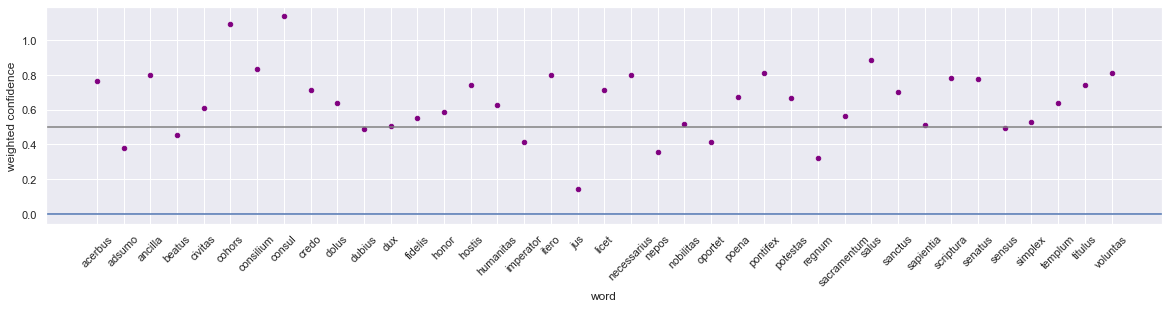 1.0
0.8
0.6
0.4
0.2
0.0
weighted confidence
acerbus
adsumo
ancilla
beatus
civitas
cohors
consilium
consul
credo
dolus
dubius
dux
fidelis
honor
hostis
humanitas
imperator
itero
jus
licet
necessarius
nepos
nobilitas
oportet
poena
pontifex
potestas
regnum
sacramentum
salus
sanctus
sapientia
scriptura
senatus
sensus
simplex
templum
titulus
voluntas
word